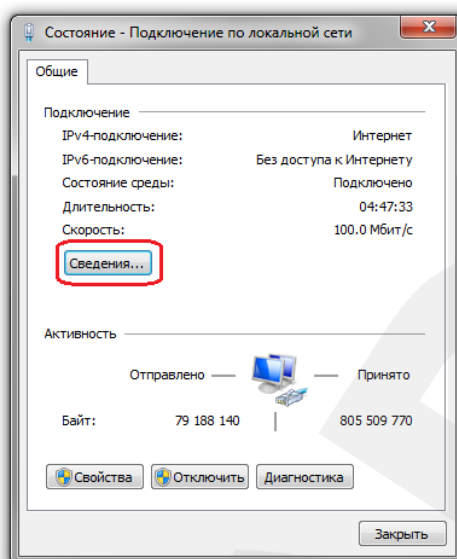 Состояние - Подключение по локальной сети
Общие
Подключение
IPv4-подключение: Интернет
IPv6-подключение: Без доступа к Интернету
Состояние среды: Подключено
Длительность: 04:47:33
Скорость: 100.0 Мбит/с
Сведения...
Активность
Отправлено — Принято
Байт: 79 188 140 805 509 770
Свойства Отключить Диагностика
Закрыть